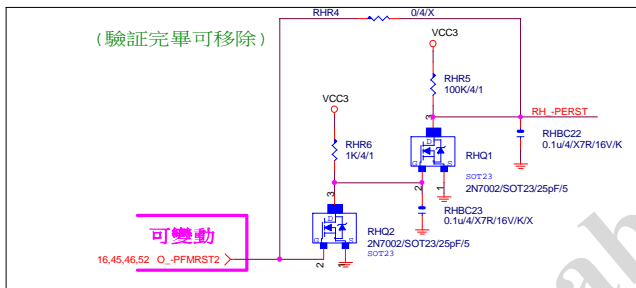 RHR4 0/4/X
(驗証完畢可移除)
VCC3
RHR5
100K/4/1
VCC3
3
RH_-PERST
RHR6
1K/4/1
D
RHQ1
RHBC22
0.1u/4/X7R/16V/K
G S
SOT23
2N7002/SOT23/25pF/5
3
2
1
D
RHBC23
0.1u/4/X7R/16V/K/X
可變動
RHQ2
2N7002/SOT23/25pF/5
G S
SOT23
16,45,46,52 O_-PFMRST2
2
1
lab